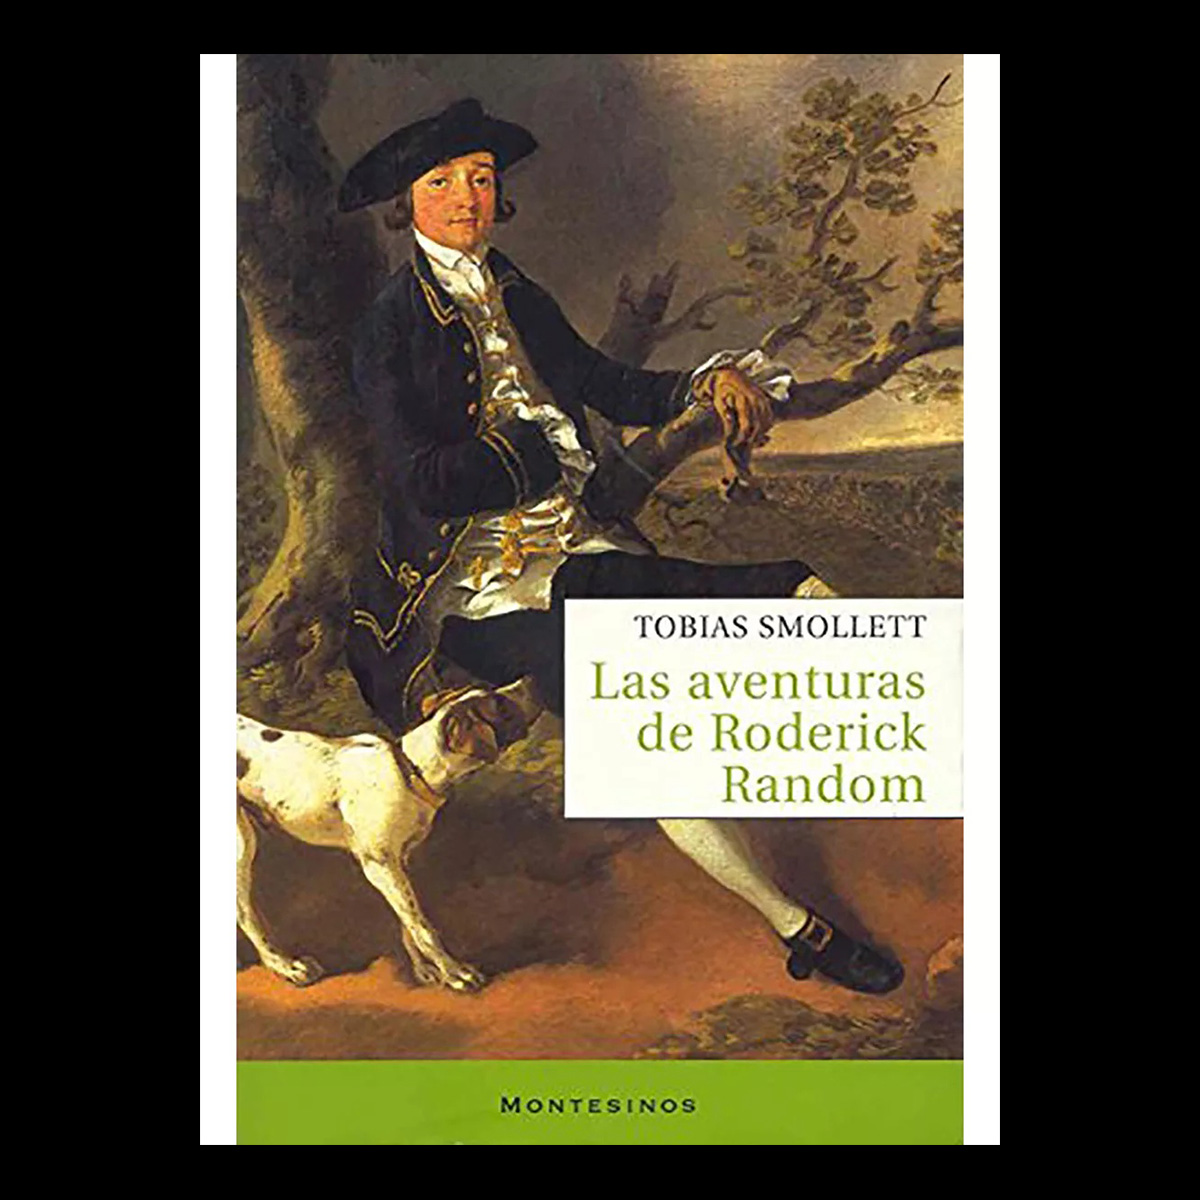 TOBIAS SMOLLETT
Las aventuras
de Roderick
Random
MONTESINOS